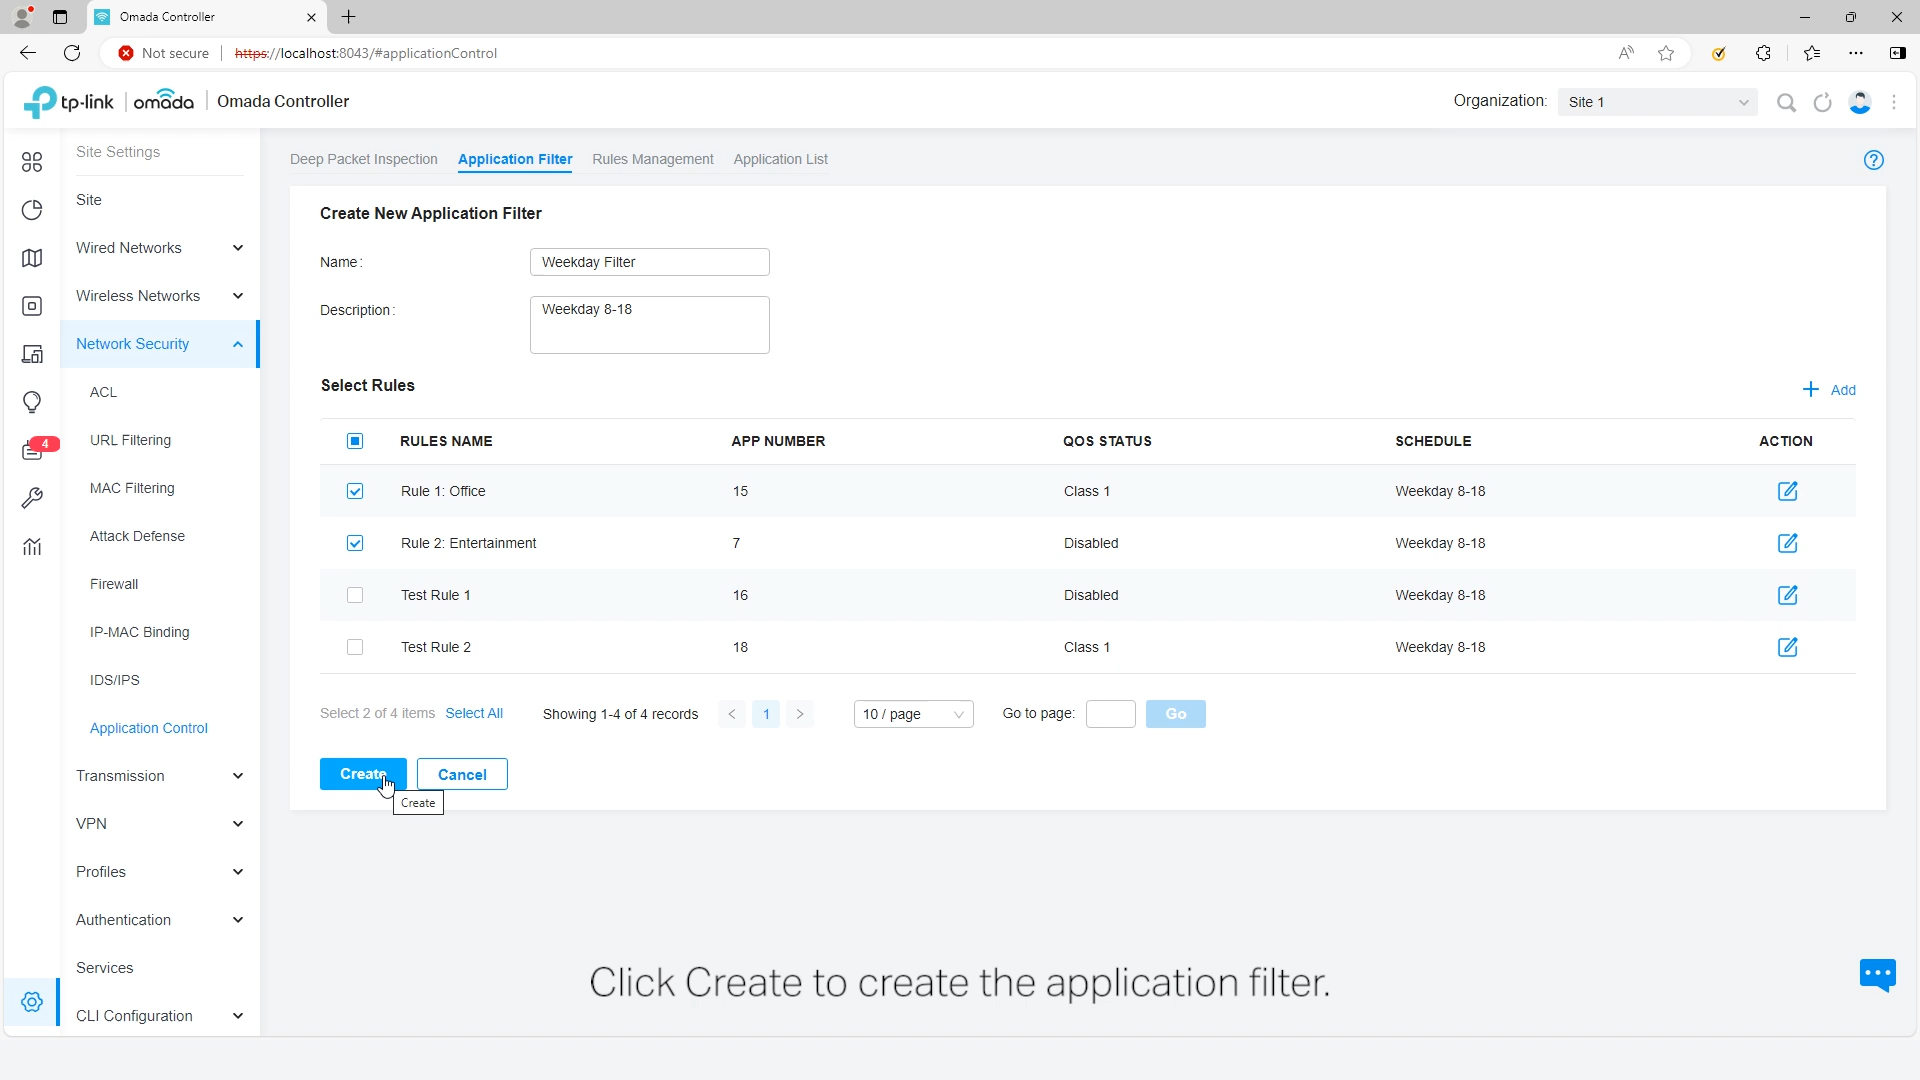 Omada Controller
Not secure https://localhost:8043/#applicationControl
tp-link omada Omada Controller
Organization: Site 1
Site Settings
Site
Wired Networks
Wireless Networks
Network Security
ACL
URL Filtering
4
MAC Filtering
Attack Defense
Firewall
IP-MAC Binding
IDS/IPS
Application Control
Transmission
VPN
Profiles
Authentication
Services
CLI Configuration
Deep Packet Inspection Application Filter Rules Management Application List
Create New Application Filter
Name: Weekday Filter
Description: Weekday 8-18
Select Rules
Add
RULES NAME APP NUMBER QOS STATUS SCHEDULE ACTION
Rule 1: Office 15 Class 1 Weekday 8-18
Rule 2: Entertainment 7 Disabled Weekday 8-18
Test Rule 1 16 Disabled Weekday 8-18
Test Rule 2 18 Class 1 Weekday 8-18
Select 2 of 4 items Select All Showing 1-4 of 4 records < 1 > 10 / page Go to page: Go
Create Cancel
Create
Click Create to create the application filter.